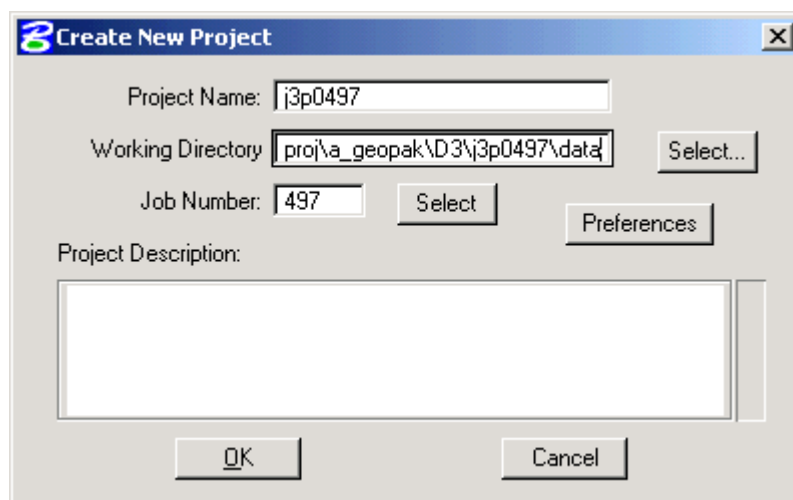 Create New Project
Project Name: j3p0497
Working Directory proj\a_geopak\D3\j3p0497\data Select...
Job Number: 497 Select
Preferences
Project Description:
OK Cancel